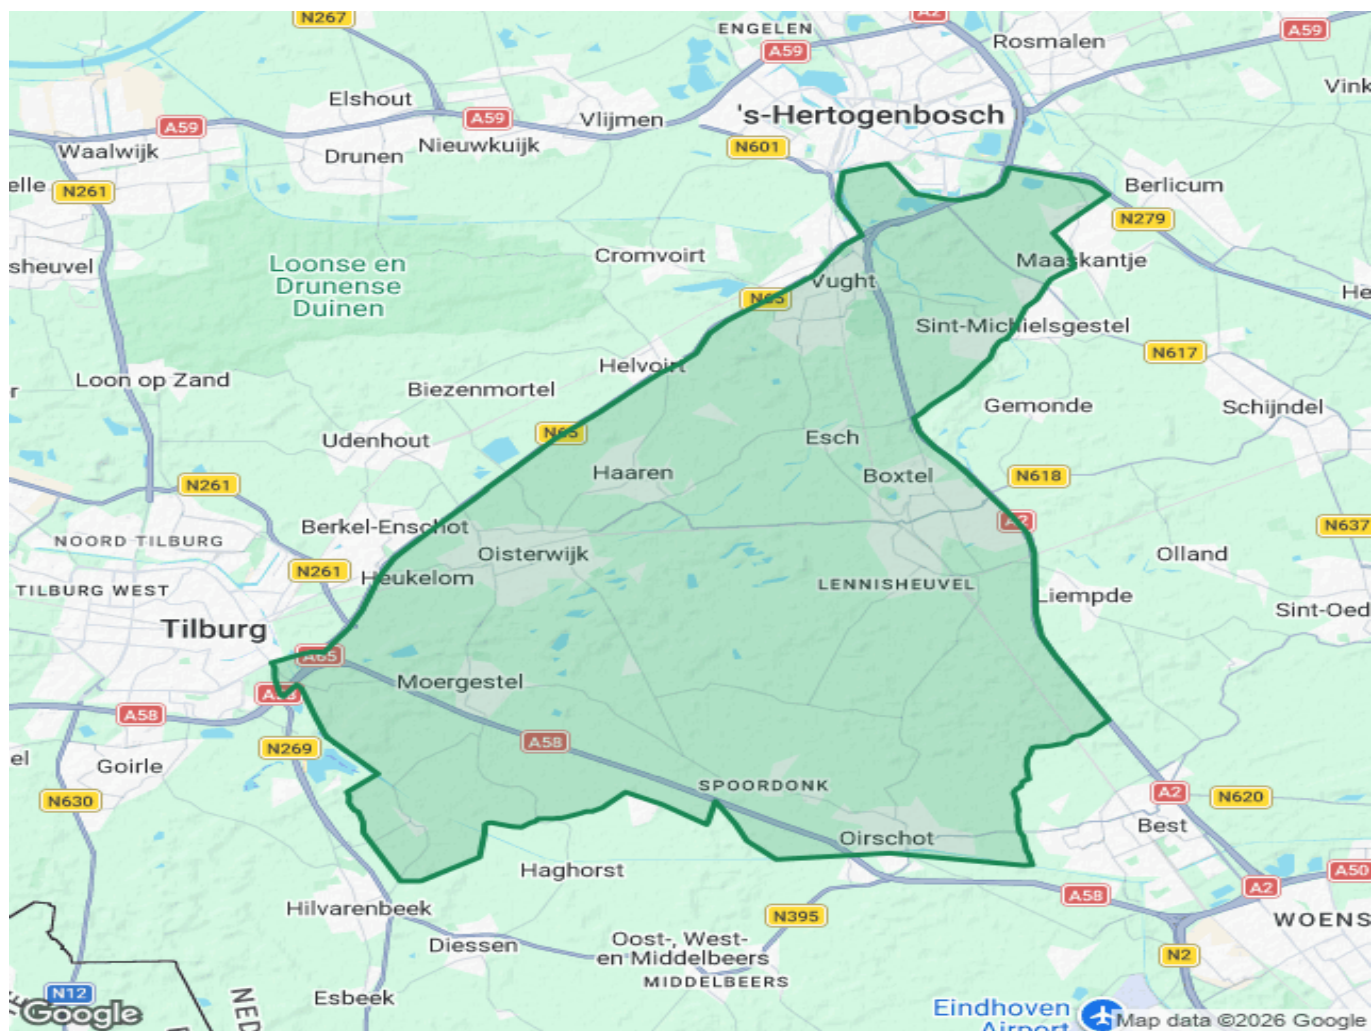 N267
A2
ENGELEN
A59
Rosmalen
A59
Elshout
Vlijmen
Vink
's-Hertogenbosch
A59
A59
Nieuwkuijk
Waalwijk
Drunen
N601
elle
N261
Berlicum
N279
Cromvoirt
sheuvel
Maaskantje
Loonse en
Drunense
Duinen
Vught
N65
He
Sint-Michielsgestel
N617
Helvoirt
Loon op Zand
Biezenmortel
r
Gemonde
Schijndel
Udenhout
N65
Esch
Haaren
Boxtel
N618
N261
Berkel-Enschot
A2
N637
NOORD TILBURG
Oisterwijk
Olland
N261
Heukelom
TILBURG WEST
LENNISHEUVEL
Liempde
Sint-Oed
Tilburg
A65
Moergestel
A58
A58
A58
N269
el
Goirle
SPOORDONK
N630
A2
N620
Best
Oirschot
Haghorst
A50
A58
A2
Hilvarenbeek
N395
WOENS
Diessen
Oost-, West-
en Middelbeers
N2
MIDDELBEERS
N12
Esbeek
NED
Eindhoven
Airport
Google
Map data ©2026 Google